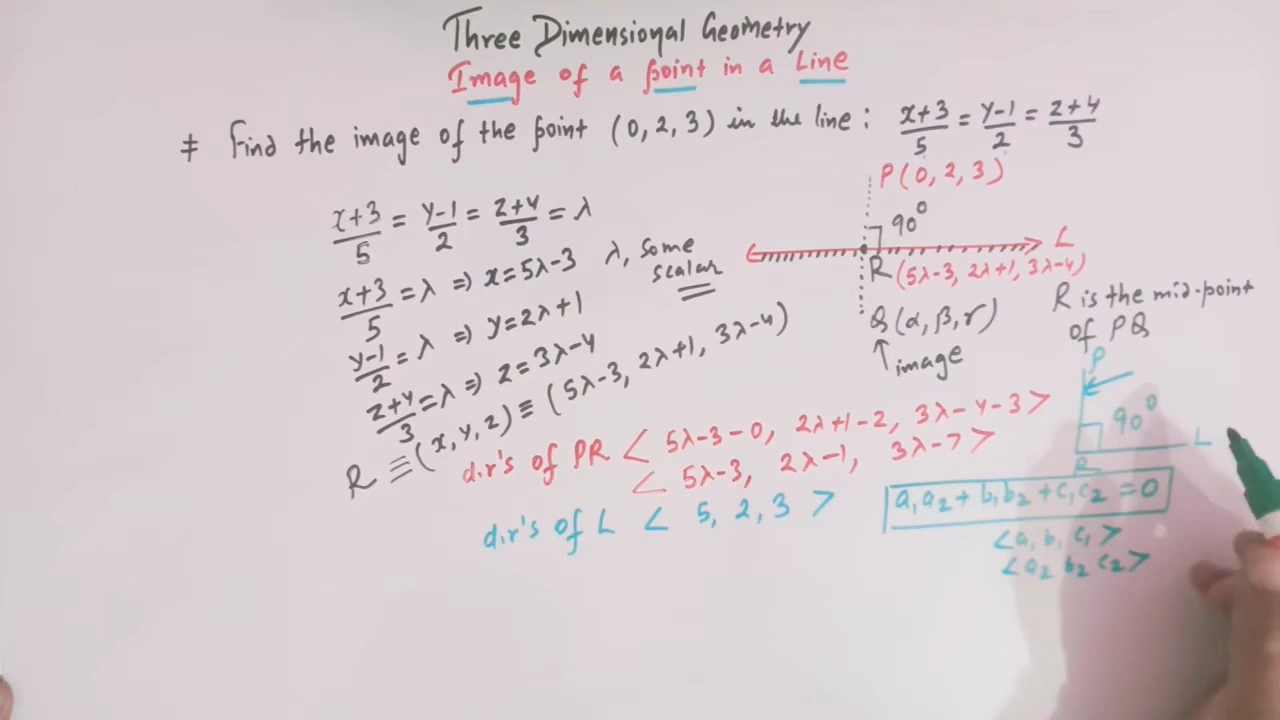 Three Dimensional Geometry
Image of a point in a Line
# Find the image of the point (0, 2, 3) in the line: x+3/5 = y-1/2 = z+4/3
x+3/5 = y-1/2 = z+4/3 = λ
x+3/5 = λ ⇒ x = 5λ-3 λ, some scalar
y-1/2 = λ ⇒ y = 2λ+1
z+4/3 = λ ⇒ z = 3λ-4
R ≡ (x, y, z) ≡ (5λ-3, 2λ+1, 3λ-4)
P(0, 2, 3)
90°
L
R (5λ-3, 2λ+1, 3λ-4)
Q(α, β, r)
↑ image
R is the mid-point
of PQ
P
90°
L
R
d.r's of PR < 5λ-3-0, 2λ+1-2, 3λ-4-3 >
< 5λ-3, 2λ-1, 3λ-7 >
d.r's of L < 5, 2, 3 >
a₁a₂ + b₁b₂ + c₁c₂ = 0
<a₁ b₁ c₁>
<a₂ b₂ c₂>